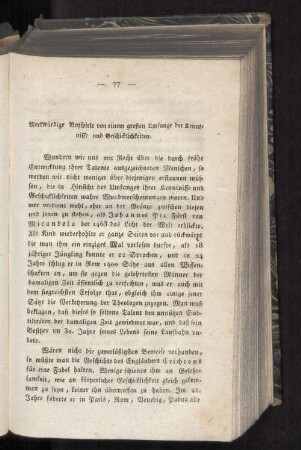 — 77 —
Merkwürdige Beyspiele von einem großen Umfange der Kennt-
nisse und Geschicklichkeiten.
Wundern wir uns mit Recht über die durch frühe
Entwicklung ihrer Talente ausgezeichneten Menschen, so
werden wir nicht weniger über diejenigen erstaunen müs-
sen, die in Hinsicht des Umfanges ihrer Kenntnisse und
Geschicklichkeiten wahre Wundererscheinungen waren. Und
wer verdient wohl, eher an der Gränze zwischen diesen
und jenen zu stehen, als Johannes Pic Fürst von
Mirandola der 1463 das Licht der Welt erblickte.
Als Kind wiederhohlte er ganze Seiten vor und rückwärts
die man ihm ein einziges Mal vorlesen durfte, als 18
jähriger Jüngling konnte er 22 Sprachen, und in 24
Jahre schlug er in Rom 1400 Sätze aus allen Wissen-
schaften an, um sie gegen die gelehrtesten Männer der
damaligen Zeit öffentlich zu verfechten, was er auch mit
dem siegreichsten Erfolge that, obgleich ihm einige jener
Sätze die Verketzerung der Theologen zuzogen. Man muß
beklagen, daß dieses so seltene Talent den unnützen Sub-
tilitäten der damaligen Zeit gewiedmet war, und daß sein
Besitzer im 32. Jahre seines Lebens seine Laufbahn
Wären nicht die zuverlässigsten Beweise vorhanden,
so müßte man die Geschichte des Engländers Crichtons
für eine Fabel halten. Wenige schienen ihm an Gelehr-
samkeit, wie an körperlicher Geschicklichkeit gleich gekom-
men zu seyn, keiner ihn übertroffen zu haben. Im 21.
Jahre foderte er in Paris, Rom, Venedig, Padua alle